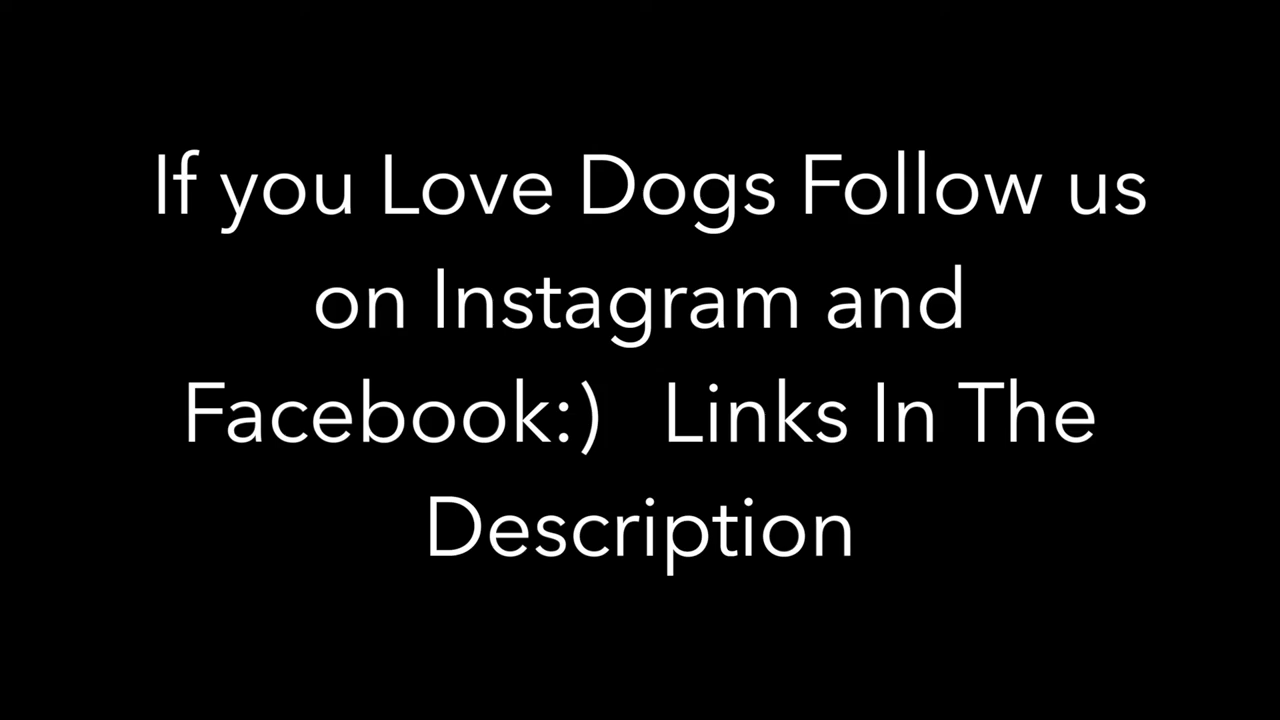 If you Love Dogs Follow us
on Instagram and
Facebook:)   Links In The
Description